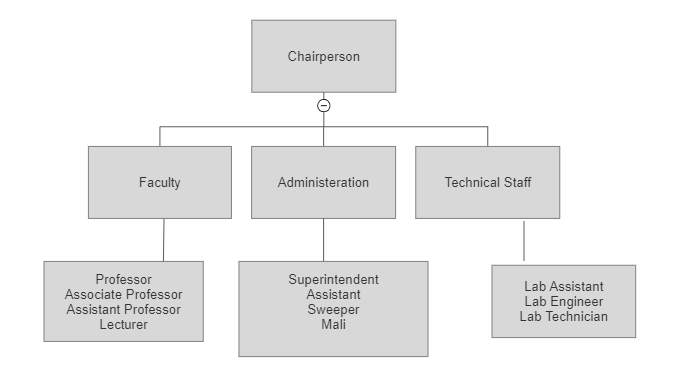 Chairperson
Faculty
Administeration
Technical Staff
Professor
Associate Professor
Assistant Professor
Lecturer
Superintendent
Assistant
Sweeper
Mali
Lab Assistant
Lab Engineer
Lab Technician